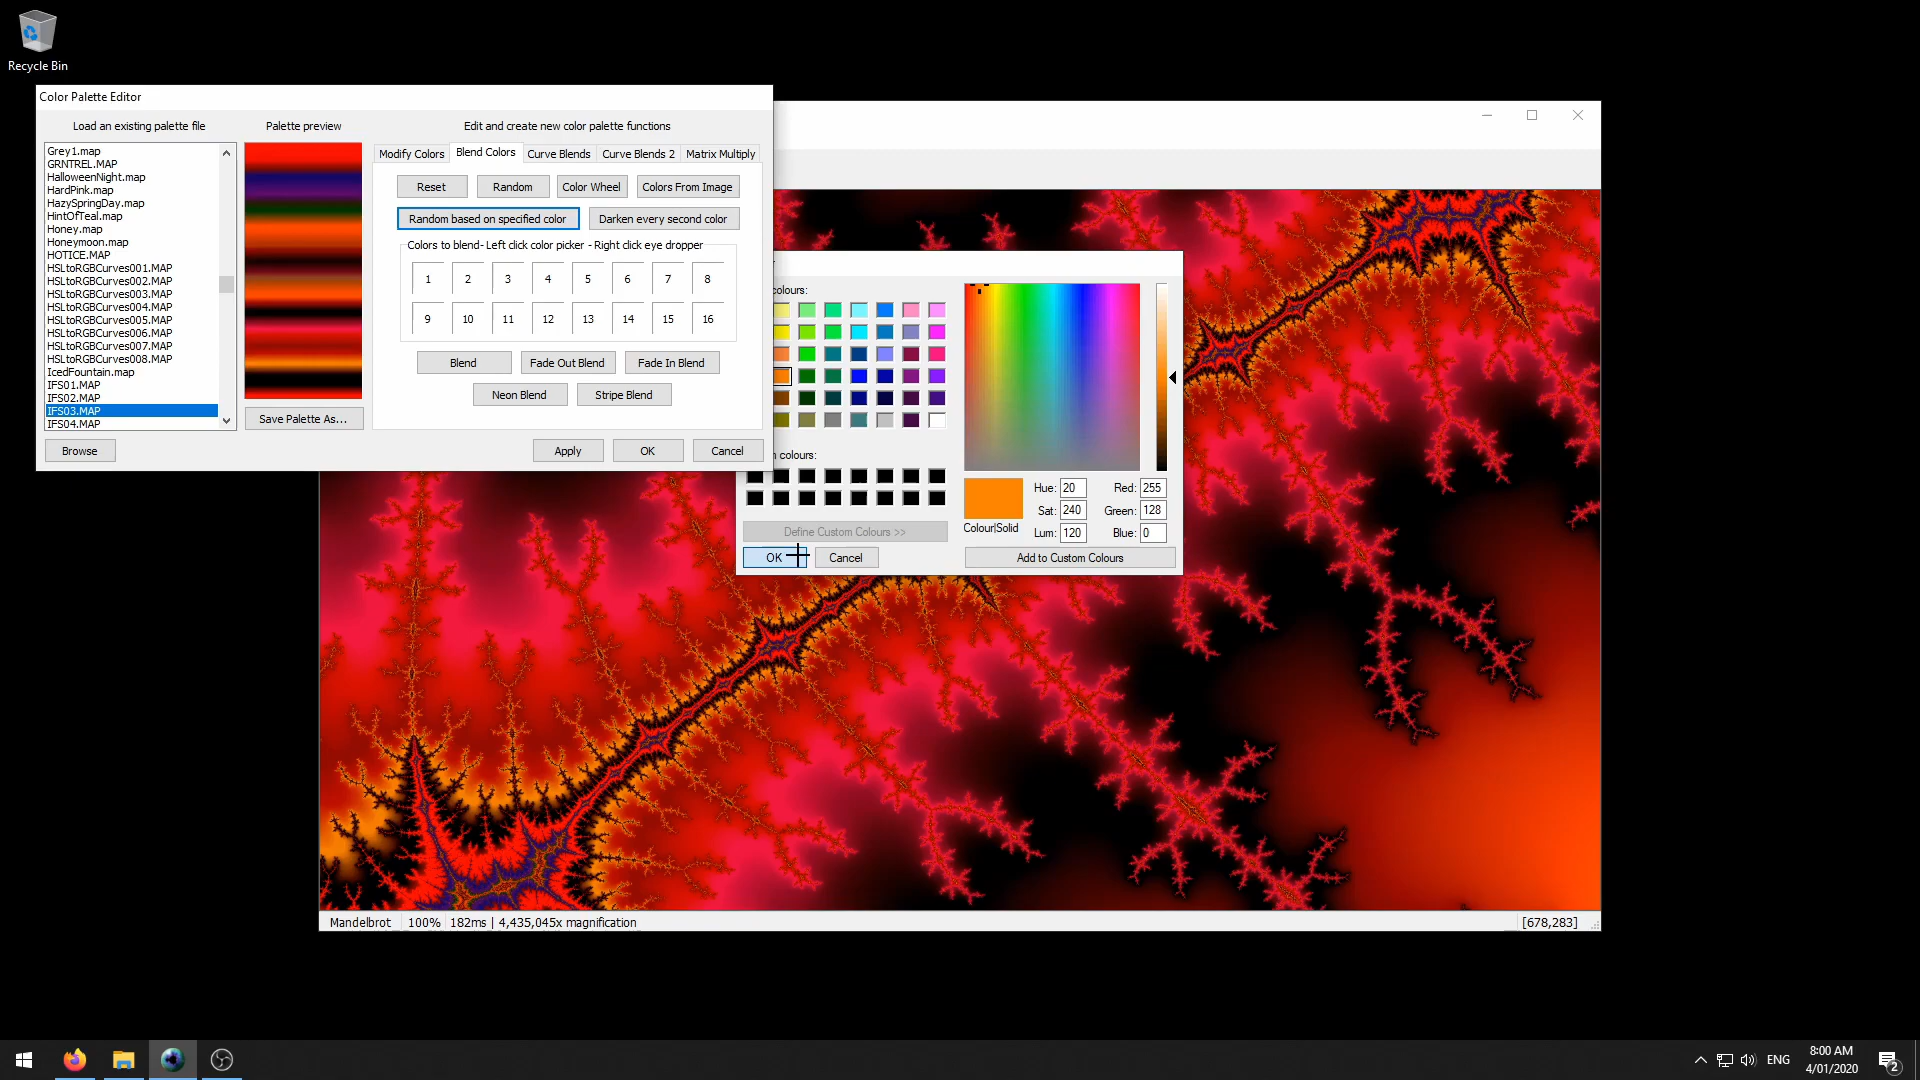 Recycle Bin
Color Palette Editor
Load an existing palette file
Palette preview
Edit and create new color palette functions
Grey1.map
GRNTREL.MAP
HalloweenNight.map
HardPink.map
HazySpringDay.map
HintOfTeal.map
Honey.map
Honeymoon.map
HOTICE.MAP
HSLtoRGBCurves001.MAP
HSLtoRGBCurves002.MAP
HSLtoRGBCurves003.MAP
HSLtoRGBCurves004.MAP
HSLtoRGBCurves005.MAP
HSLtoRGBCurves006.MAP
HSLtoRGBCurves007.MAP
HSLtoRGBCurves008.MAP
IcedFountain.map
IFS01.MAP
IFS02.MAP
IFS03.MAP
IFS04.MAP
Browse
Save Palette As...
Modify Colors Blend Colors Curve Blends Curve Blends 2 Matrix Multiply
Reset Random Color Wheel Colors From Image
Random based on specified color Darken every second color
Colors to blend- Left click color picker - Right click eye dropper
1 2 3 4 5 6 7 8
9 10 11 12 13 14 15 16
Blend Fade Out Blend Fade In Blend
Neon Blend Stripe Blend
Apply OK Cancel
colours:
colours:
Define Custom Colours >>
OK Cancel
Hue: 20 Red: 255
Sat: 240 Green: 128
Colour|Solid Lum: 120 Blue: 0
Add to Custom Colours
Mandelbrot 100% 182ms | 4,435,045x magnification [678,283]
ENG
8:00 AM
4/01/2020
2